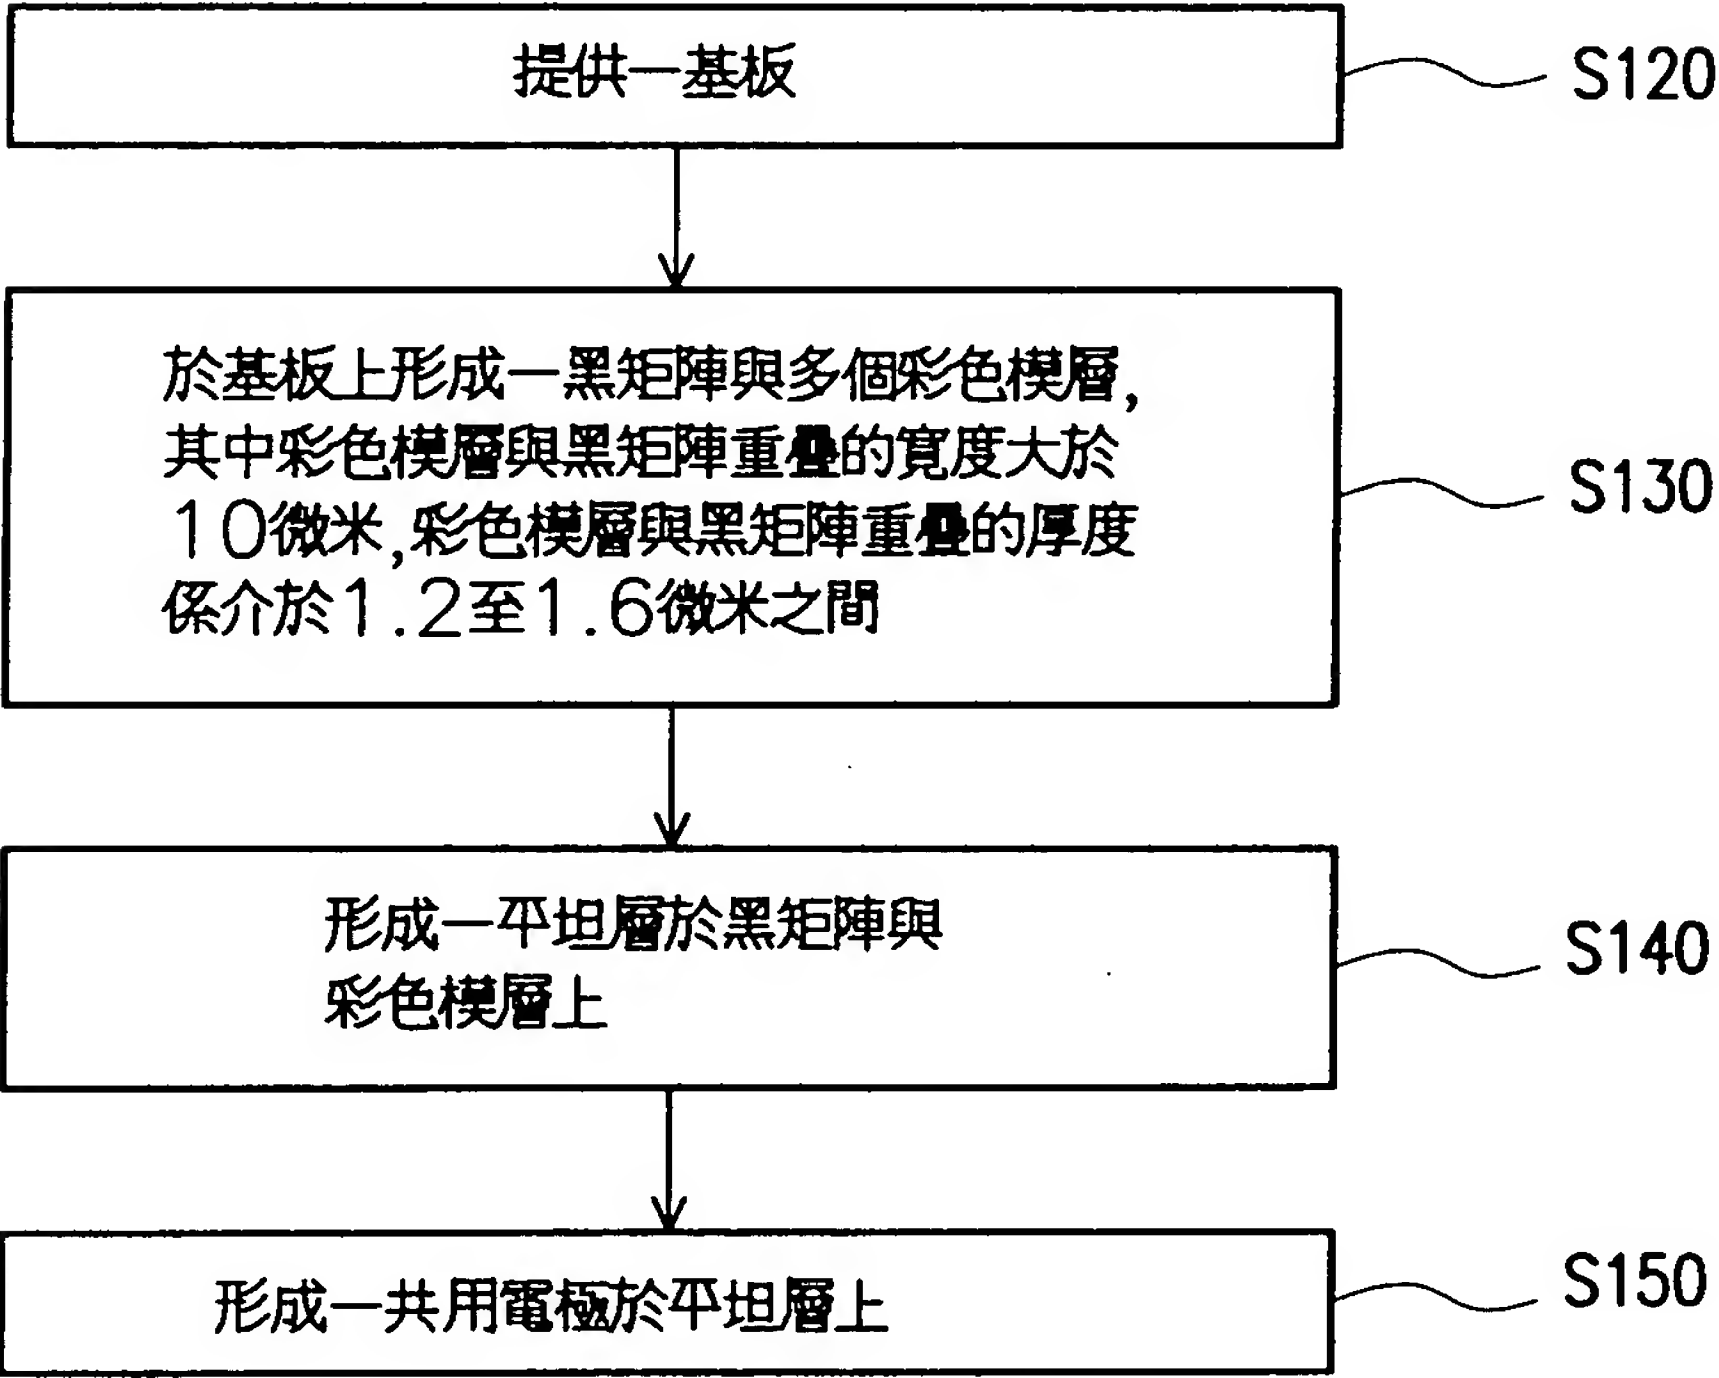 提供一基板
S120
於基板上形成一黑矩陣與多個彩色模層,
其中彩色模層與黑矩陣重疊的寬度大於
10微米,彩色模層與黑矩陣重疊的厚度
係介於1.2至1.6微米之間
S130
形成一平坦層於黑矩陣與
彩色模層上
S140
形成一共用電極於平坦層上
S150